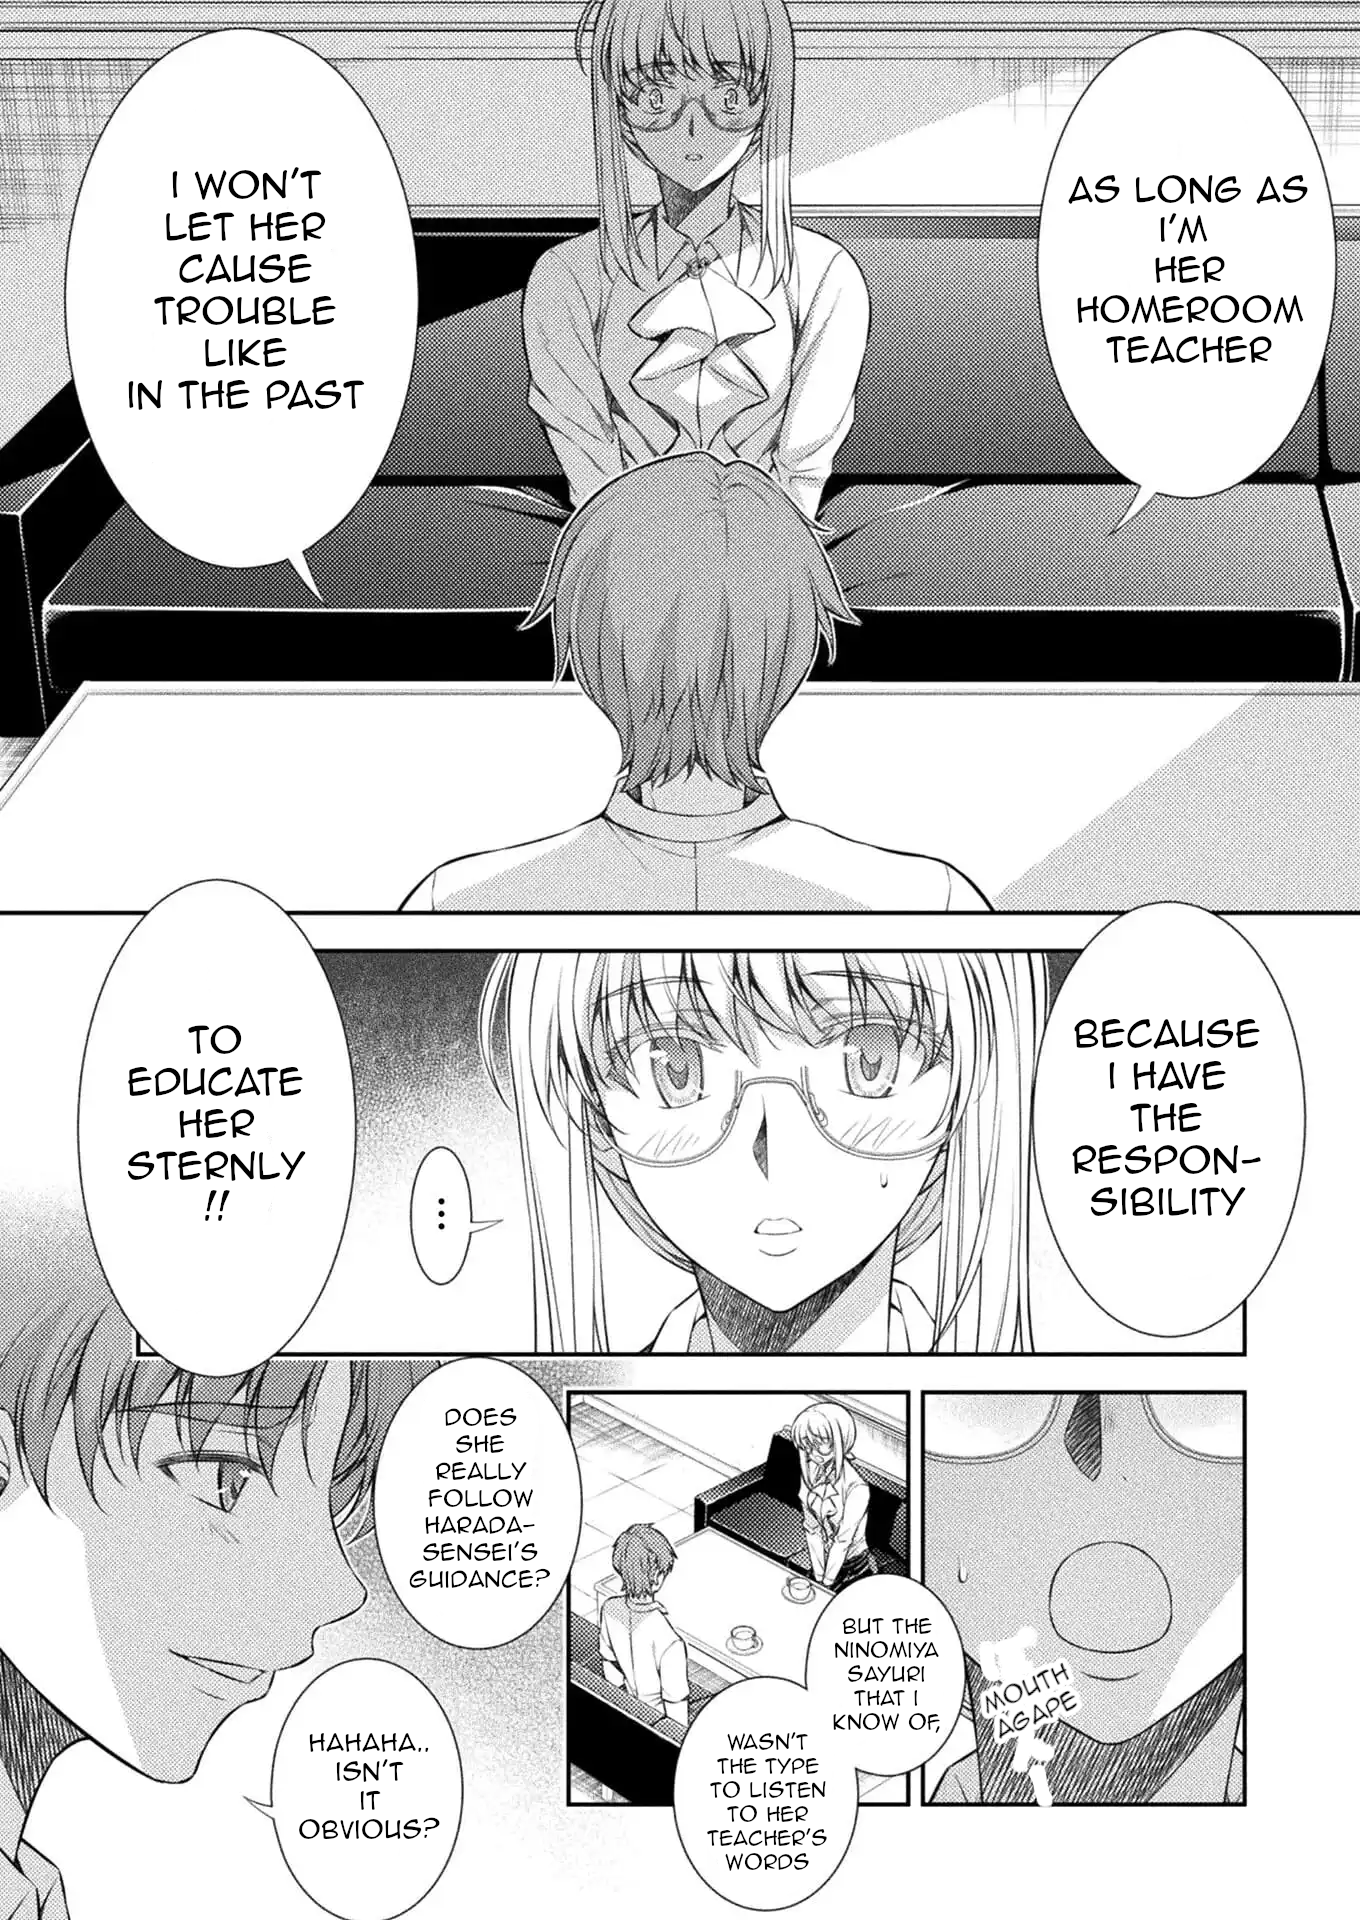 AS LONG AS
I'M
HER
HOMEROOM
TEACHER
I WON'T
LET HER
CAUSE
TROUBLE
LIKE
IN THE PAST
BECAUSE
I HAVE
THE
RESPON-
SIBILITY
...
TO
EDUCATE
HER
STERNLY
!!
MOUTH
AGAPE
BUT THE
NINOMIYA
SAYURI
THAT I
KNOW OF,
WASN'T
THE TYPE
TO LISTEN
TO HER
TEACHER'S
WORDS
DOES
SHE
REALLY
FOLLOW
HARADA-
SENSEI'S
GUIDANCE?
HAHAHA..
ISN'T
IT
OBVIOUS?